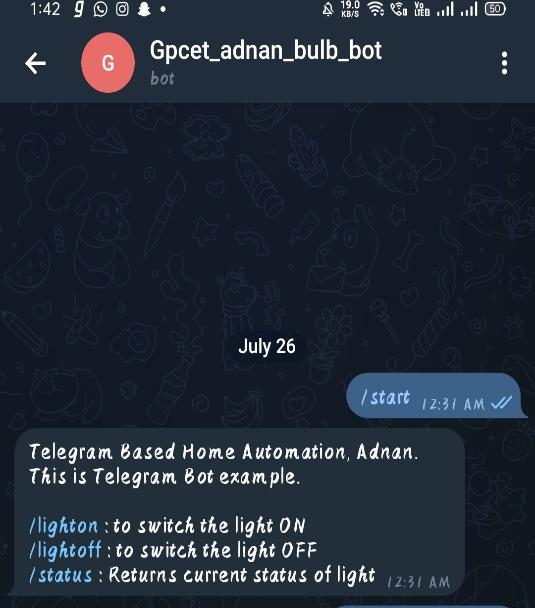 1:42
19.0
KB/S
Vo
LTE
50
G
Gpcet_adnan_bulb_bot
bot
July 26
/start 12:31 AM
Telegram Based Home Automation, Adnan.
This is Telegram Bot example.
/lighton : to switch the light ON
/lightoff : to switch the light OFF
/status : Returns current status of light 12:31 AM